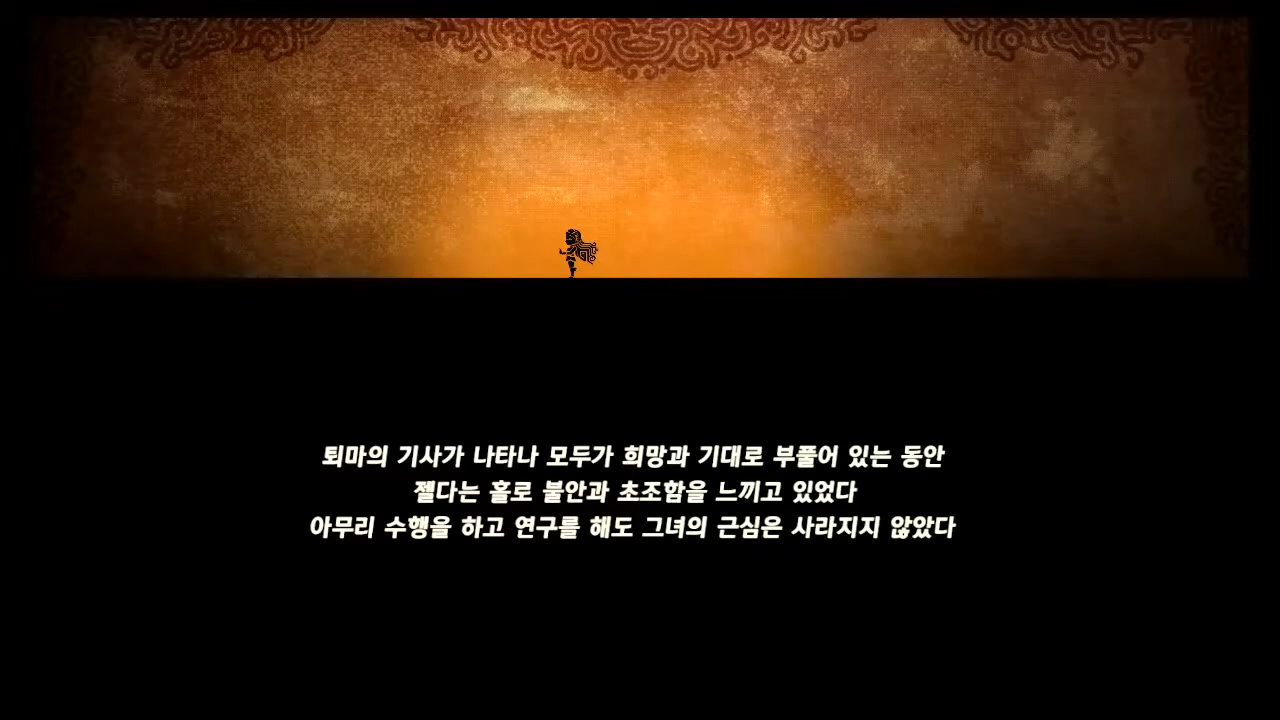 퇴마의 기사가 나타나 모두가 희망과 기대로 부풀어 있는 동안
젤다는 홀로 불안과 초조함을 느끼고 있었다
아무리 수행을 하고 연구를 해도 그녀의 근심은 사라지지 않았다